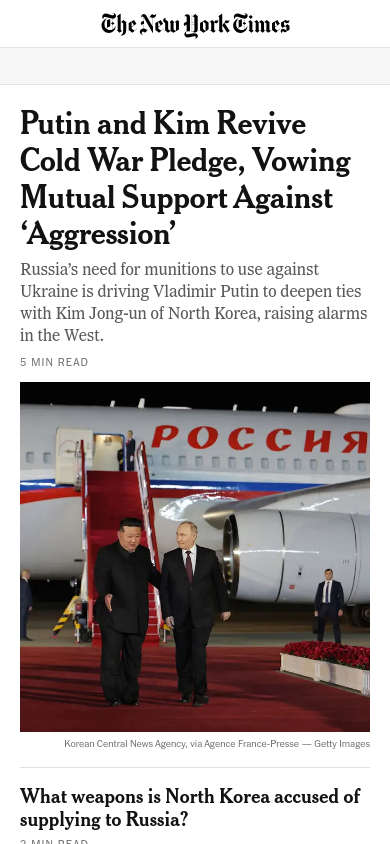 The New York Times
Putin and Kim Revive
Cold War Pledge, Vowing
Mutual Support Against
‘Aggression’
Russia’s need for munitions to use against
Ukraine is driving Vladimir Putin to deepen ties
with Kim Jong-un of North Korea, raising alarms
in the West.
5 MIN READ
РОССИЯ
Korean Central News Agency, via Agence France-Presse — Getty Images
What weapons is North Korea accused of
supplying to Russia?
2 MIN READ